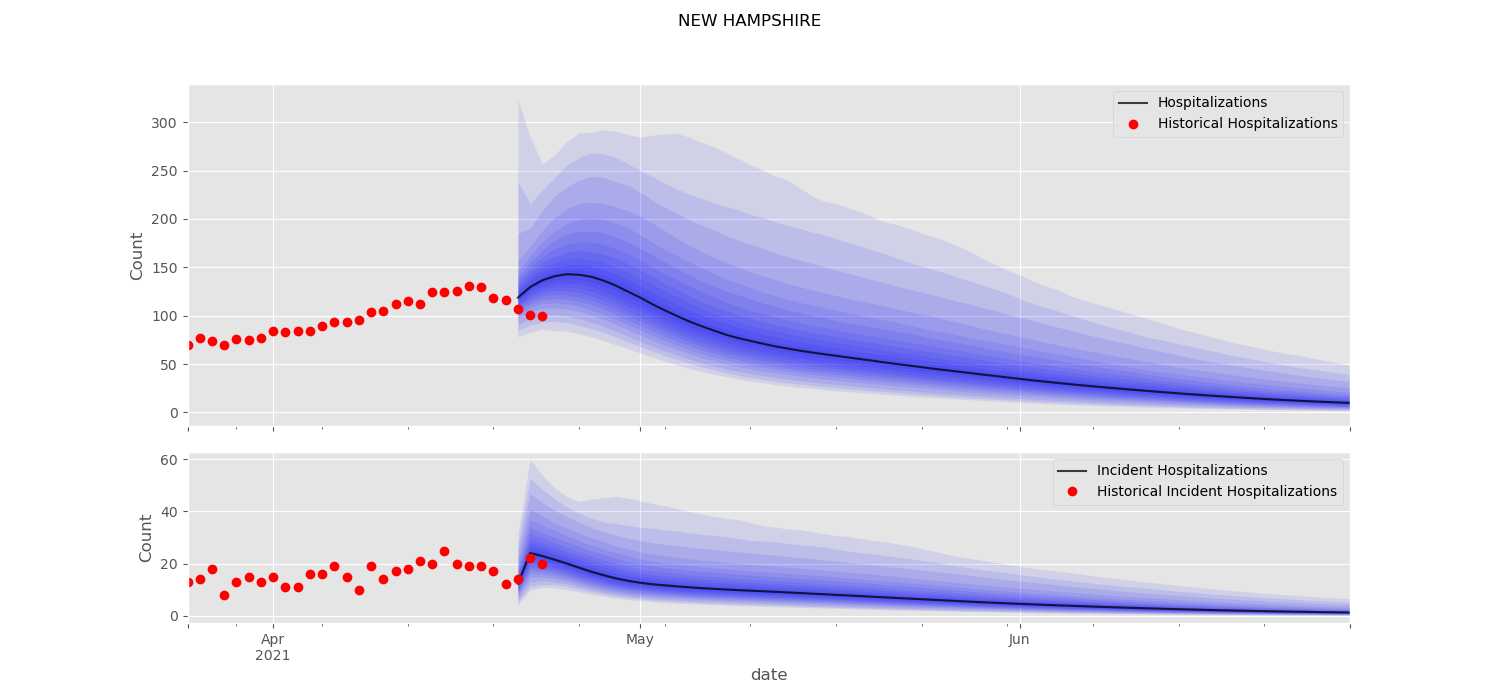 NEW HAMPSHIRE
Hospitalizations
Historical Hospitalizations
300
250
200
150
100
50
0
Count
Incident Hospitalizations
Historical Incident Hospitalizations
60
40
20
0
Count
Apr
2021
May
Jun
date